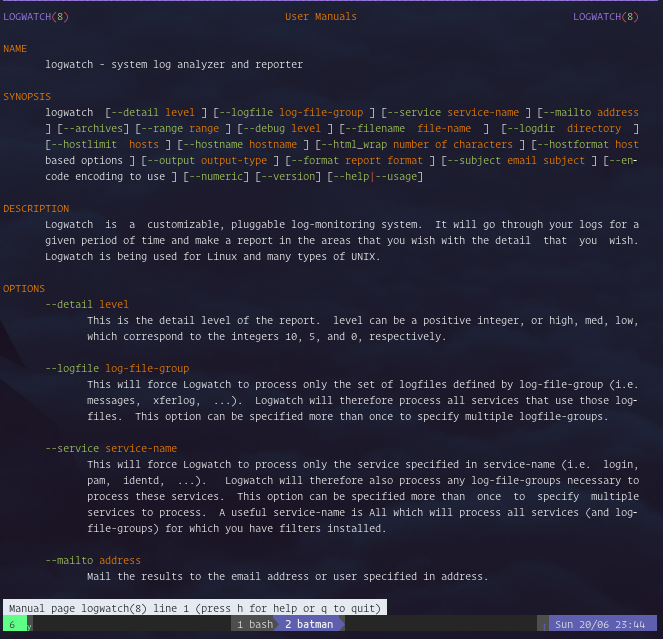 LOGWATCH(8) User Manuals LOGWATCH(8)
NAME
logwatch - system log analyzer and reporter
SYNOPSIS
logwatch [--detail level ] [--logfile log-file-group ] [--service service-name ] [--mailto address
] [--archives] [--range range ] [--debug level ] [--filename file-name ] [--logdir directory ]
[--hostlimit hosts ] [--hostname hostname ] [--html_wrap number of characters ] [--hostformat host
based options ] [--output output-type ] [--format report format ] [--subject email subject ] [--en-
code encoding to use ] [--numeric] [--version] [--help|--usage]
DESCRIPTION
Logwatch is a customizable, pluggable log-monitoring system. It will go through your logs for a
given period of time and make a report in the areas that you wish with the detail that you wish.
Logwatch is being used for Linux and many types of UNIX.
OPTIONS
--detail level
This is the detail level of the report. level can be a positive integer, or high, med, low,
which correspond to the integers 10, 5, and 0, respectively.
--logfile log-file-group
This will force Logwatch to process only the set of logfiles defined by log-file-group (i.e.
messages, xferlog, ...). Logwatch will therefore process all services that use those log-
files. This option can be specified more than once to specify multiple logfile-groups.
--service service-name
This will force Logwatch to process only the service specified in service-name (i.e. login,
pam, identd, ...). Logwatch will therefore also process any log-file-groups necessary to
process these services. This option can be specified more than once to specify multiple
services to process. A useful service-name is All which will process all services (and log-
file-groups) for which you have filters installed.
--mailto address
Mail the results to the email address or user specified in address.
Manual page logwatch(8) line 1 (press h for help or q to quit)
6 1 bash 2 batman Sun 20/06 23:44